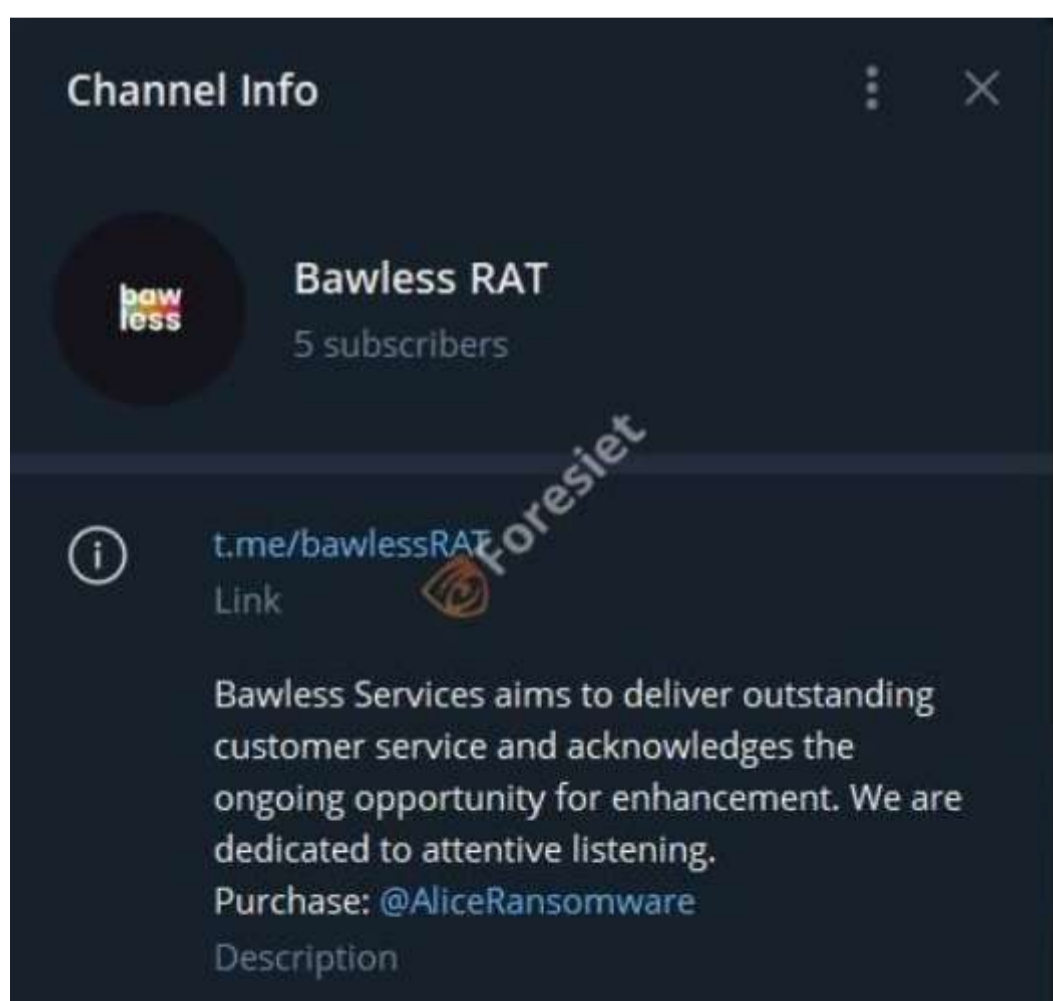 Channel Info
baw
less
Bawless RAT
5 subscribers
Foresiet
t.me/bawlessRAT
Link
Bawless Services aims to deliver outstanding
customer service and acknowledges the
ongoing opportunity for enhancement. We are
dedicated to attentive listening.
Purchase: @AliceRansomware
Description